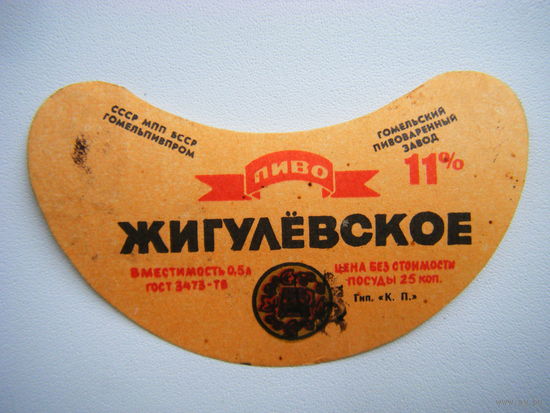 СССР МПП БССР
ГОМЕЛЬПИВПРОМ
ГОМЕЛЬСКИЙ
ПИВОВАРЕННЫЙ
ЗАВОД
11%
ПИВО
ЖИГУЛЁВСКОЕ
ВМЕСТИМОСТЬ 0,5л
ГОСТ 3473-78
ЦЕНА БЕЗ СТОИМОСТИ
ПОСУДЫ 25 КОП.
Тип. «К. П.»